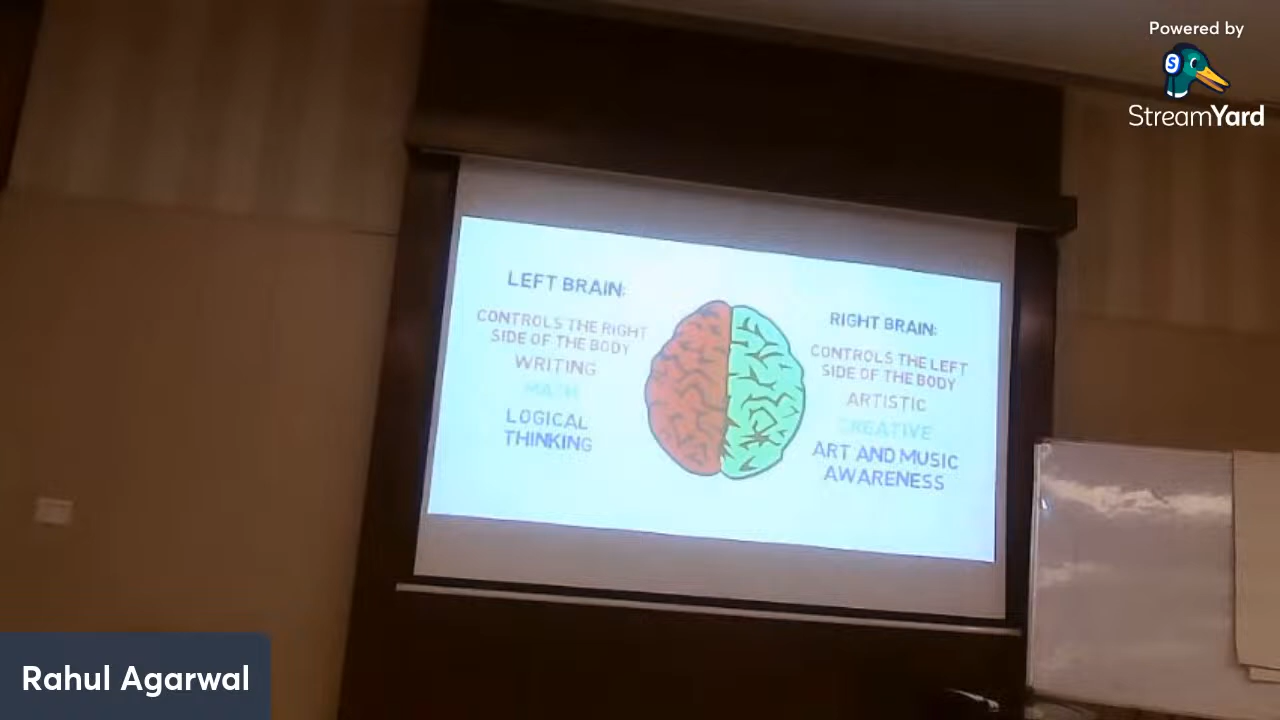 Powered by
StreamYard
LEFT BRAIN:
CONTROLS THE RIGHT
SIDE OF THE BODY
WRITING
MATH
LOGICAL
THINKING
RIGHT BRAIN:
CONTROLS THE LEFT
SIDE OF THE BODY
ARTISTIC
CREATIVE
ART AND MUSIC
AWARENESS
Rahul Agarwal